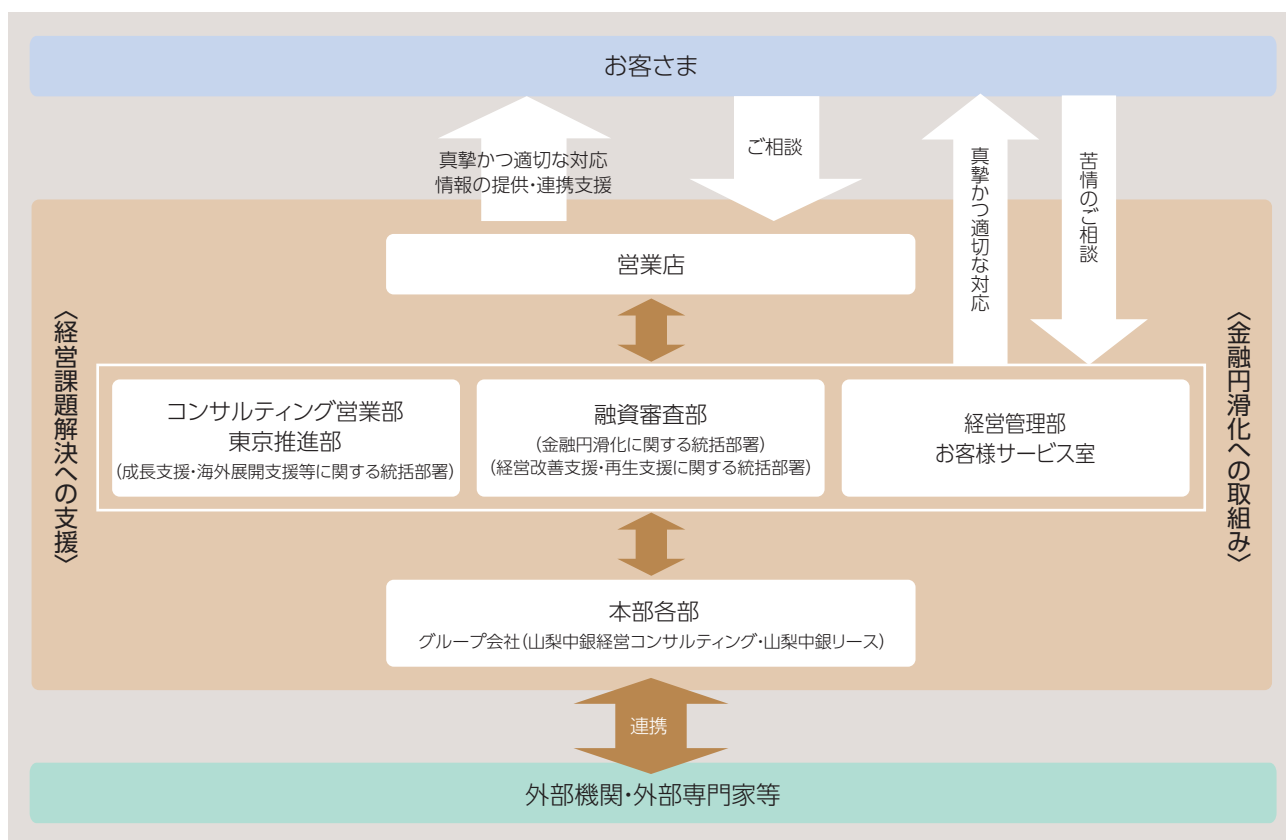 お客さま
真摯かつ適切な対応
情報の提供・連携支援
ご相談
真摯かつ適切な対応
苦情のご相談
営業店
〈経営課題解決への支援〉
〈金融円滑化への取組み〉
コンサルティング営業部
東京推進部
(成長支援・海外展開支援等に関する統括部署)
融資審査部
(金融円滑化に関する統括部署)
(経営改善支援・再生支援に関する統括部署)
経営管理部
お客様サービス室
本部各部
グループ会社(山梨中銀経営コンサルティング・山梨中銀リース)
連携
外部機関・外部専門家等